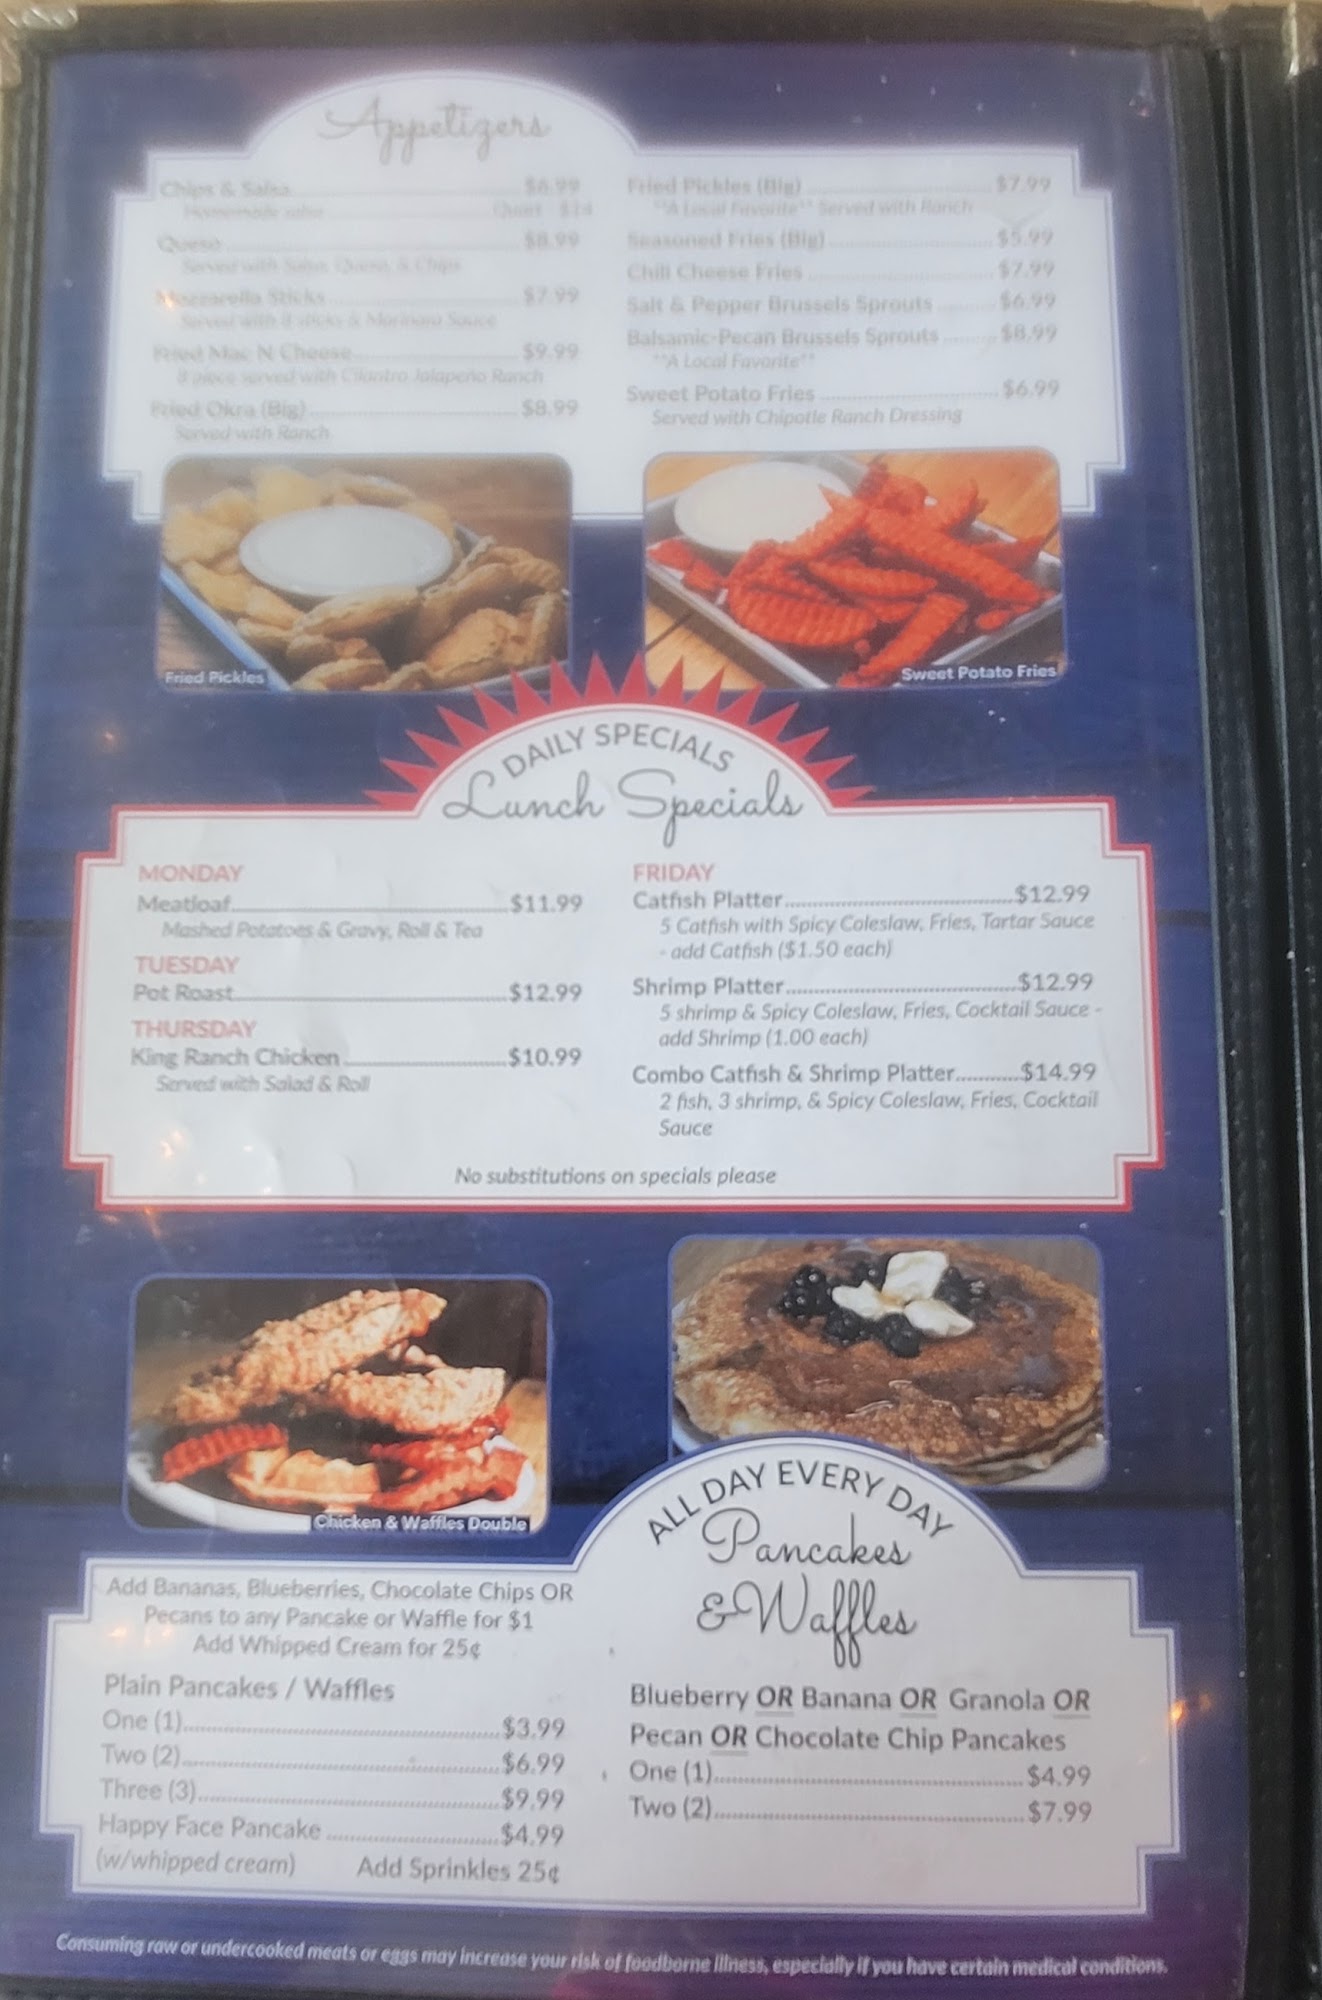 Appetizers
Chips & Salsa $6.99
Homemade salsa Quart $14
Queso $8.99
Served with Salsa, Queso, & Chips
Mozzarella Sticks $7.99
Served with 8 sticks & Marinara Sauce
Fried Mac N Cheese $9.99
8 piece served with Cilantro Jalapeño Ranch
Fried Okra (Big) $8.99
Served with Ranch
Fried Pickles (Big) $7.99
**A Local Favorite** Served with Ranch
Seasoned Fries (Big) $5.99
Chili Cheese Fries $7.99
Salt & Pepper Brussels Sprouts $6.99
Balsamic-Pecan Brussels Sprouts $8.99
**A Local Favorite**
Sweet Potato Fries $6.99
Served with Chipotle Ranch Dressing
Fried Pickles
Sweet Potato Fries
DAILY SPECIALS
Lunch Specials
MONDAY
Meatloaf $11.99
Mashed Potatoes & Gravy, Roll & Tea
TUESDAY
Pot Roast $12.99
THURSDAY
King Ranch Chicken $10.99
Served with Salad & Roll
FRIDAY
Catfish Platter $12.99
5 Catfish with Spicy Coleslaw, Fries, Tartar Sauce
- add Catfish ($1.50 each)
Shrimp Platter $12.99
5 shrimp & Spicy Coleslaw, Fries, Cocktail Sauce -
add Shrimp (1.00 each)
Combo Catfish & Shrimp Platter $14.99
2 fish, 3 shrimp, & Spicy Coleslaw, Fries, Cocktail
Sauce
No substitutions on specials please
Chicken & Waffles Double
ALL DAY EVERY DAY
Pancakes
& Waffles
Add Bananas, Blueberries, Chocolate Chips OR
Pecans to any Pancake or Waffle for $1
Add Whipped Cream for 25¢
Plain Pancakes / Waffles
One (1) $3.99
Two (2) $6.99
Three (3) $9.99
Happy Face Pancake $4.99
(w/whipped cream) Add Sprinkles 25¢
Blueberry OR Banana OR Granola OR
Pecan OR Chocolate Chip Pancakes
One (1) $4.99
Two (2) $7.99
Consuming raw or undercooked meats or eggs may increase your risk of foodborne illness, especially if you have certain medical conditions.